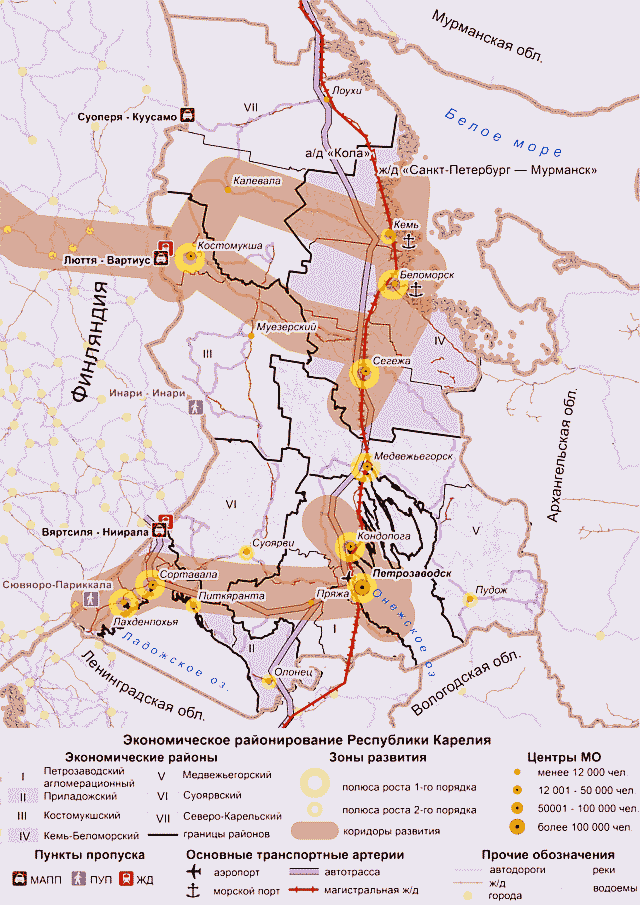 Мурманская обл.
Лоухи
VII
Суоперя - Куусамо
Белое море
а/д «Кола»
ж/д «Санкт-Петербург — Мурманск»
Калевала
Кемь
Костомукша
Люття - Вартиус
Беломорск
ФИНЛЯНДИЯ
Муезерский
IV
III
Сегежа
Инари - Инари
Архангельская обл.
Медвежьегорск
VI
V
Вяртсиля - Ниирала
Суоярви
Кондопога
Сювяоро-Париккала
Сортавала
Петрозаводск
Питкяранта
Пряжа
Пудож
Лахденпохья
Онежское оз
I
II
Ладожское оз.
Олонец
Ленинградская обл.
Вологодская обл.
Экономическое районирование Республики Карелия
Экономические районы
I Петрозаводский агломерационный
II Приладожский
III Костомукшский
IV Кемь-Беломорский
V Медвежьегорский
VI Суоярвский
VII Северо-Карельский
границы районов
Зоны развития
полюса роста 1-го порядка
полюса роста 2-го порядка
коридоры развития
Центры МО
менее 12 000 чел.
12 001 - 50 000 чел.
50001 - 100 000 чел.
более 100 000 чел.
Пункты пропуска
МАПП
ПУП
ЖД
Основные транспортные артерии
аэропорт
морской порт
автотрасса
магистральная ж/д
Прочие обозначения
автодороги
ж/д
города
реки
водоемы